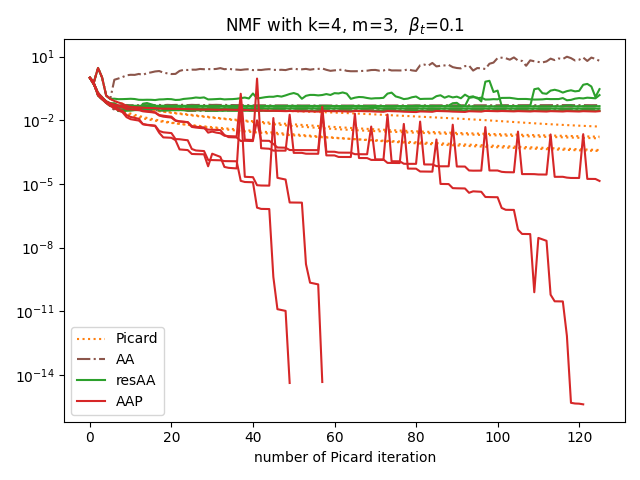 NMF with k=4, m=3, β_t=0.1
10^1
10^−2
10^−5
10^−8
10^−11
10^−14
Picard
AA
resAA
AAP
0 20 40 60 80 100 120
number of Picard iteration